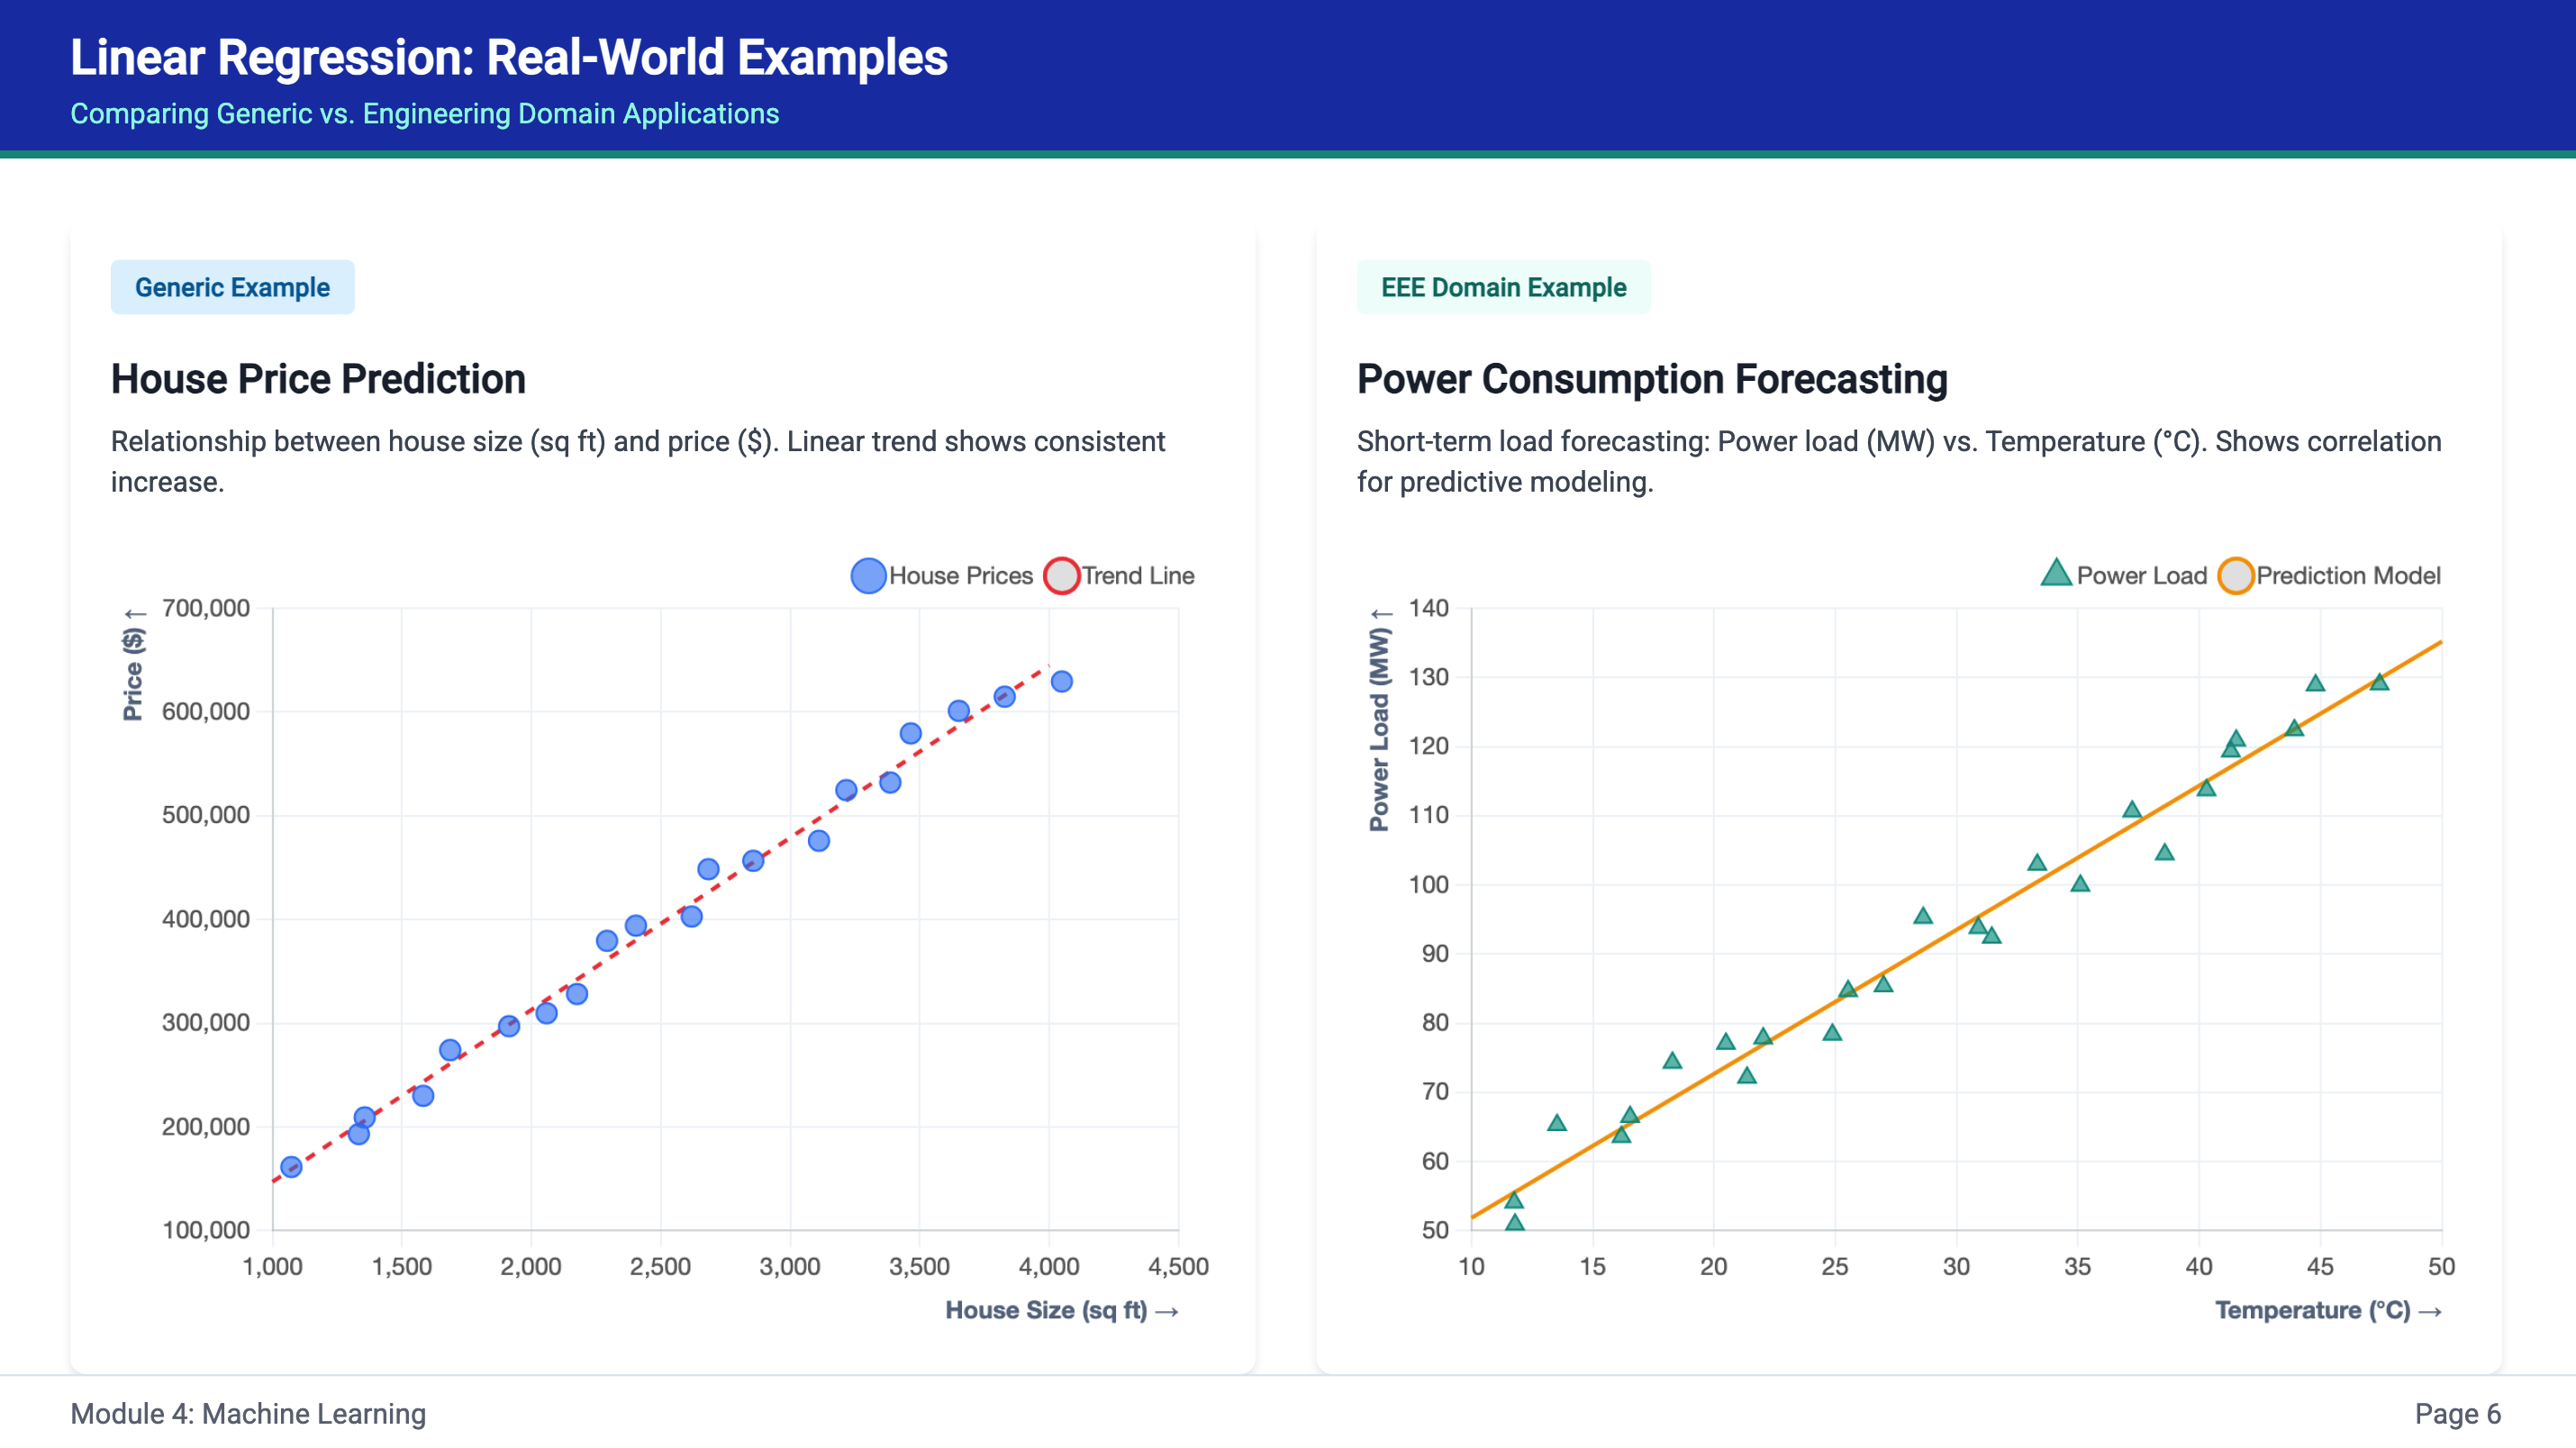 Linear Regression: Real-World Examples
Comparing Generic vs. Engineering Domain Applications
Generic Example
House Price Prediction
Relationship between house size (sq ft) and price ($). Linear trend shows consistent
increase.
House Prices
Trend Line
Price ($) →
700,000
600,000
500,000
400,000
300,000
200,000
100,000
1,000
1,500
2,000
2,500
3,000
3,500
4,000
4,500
House Size (sq ft) →
EEE Domain Example
Power Consumption Forecasting
Short-term load forecasting: Power load (MW) vs. Temperature (°C). Shows correlation
for predictive modeling.
Power Load
Prediction Model
Power Load (MW) →
140
130
120
110
100
90
80
70
60
50
10
15
20
25
30
35
40
45
50
Temperature (°C) →
Module 4: Machine Learning
Page 6